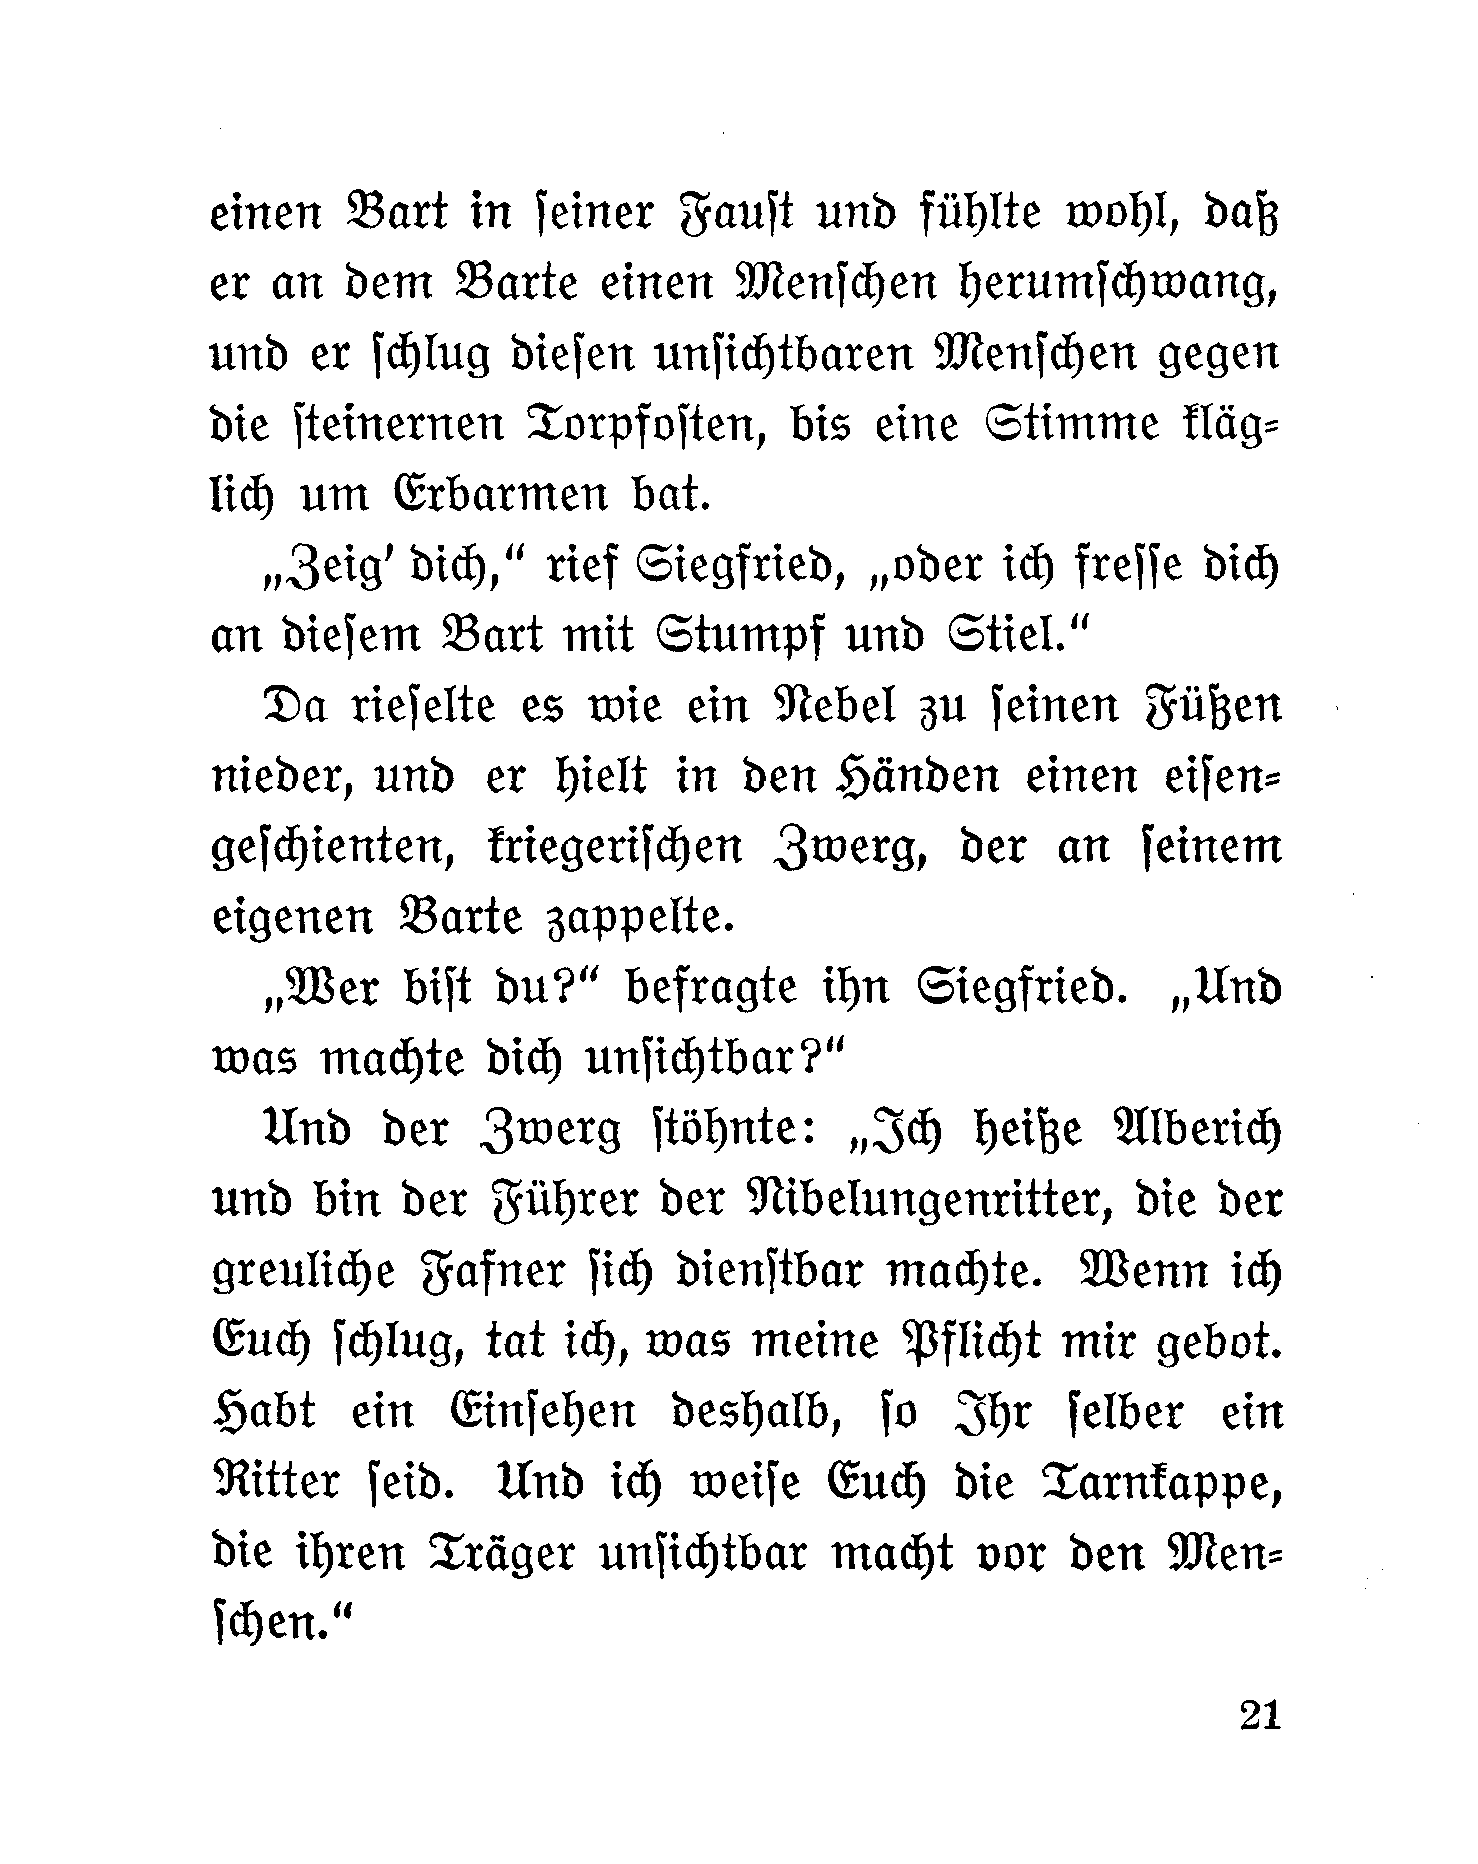 einen Bart in ſeiner Fauſt und fühlte wohl, daß
er an dem Barte einen Menſchen herumſchwang,
und er ſchlug dieſen unſichtbaren Menſchen gegen
die ſteinernen Torpfoſten, bis eine Stimme kläg⸗
lich um Erbarmen bat.
„Zeig' dich,“ rief Siegfried, „oder ich freſſe dich
an dieſem Bart mit Stumpf und Stiel.“
Da rieſelte es wie ein Nebel zu ſeinen Füßen
nieder, und er hielt in den Händen einen eiſen⸗
geſchienten, kriegeriſchen Zwerg, der an ſeinem
eigenen Barte zappelte.
„Wer biſt du?“ befragte ihn Siegfried. „Und
was machte dich unſichtbar?“
Und der Zwerg ſtöhnte: „Ich heiße Alberich
und bin der Führer der Nibelungenritter, die der
greuliche Fafner ſich dienſtbar machte. Wenn ich
Euch ſchlug, tat ich, was meine Pflicht mir gebot.
Habt ein Einſehen deshalb, ſo Ihr ſelber ein
Ritter ſeid. Und ich weiſe Euch die Tarnkappe,
die ihren Träger unſichtbar macht vor den Men⸗
ſchen.“
21